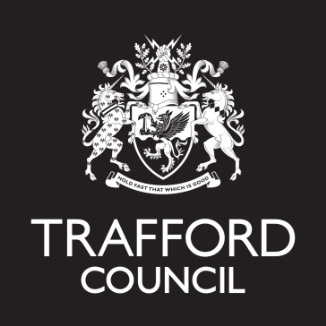 HOLD FAST THAT WHICH IS GOOD
TRAFFORD
COUNCIL